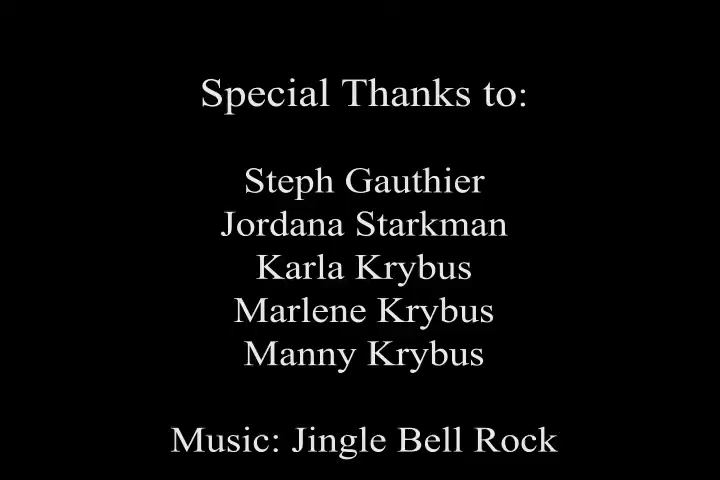 Special Thanks to:
Steph Gauthier
Jordana Starkman
Karla Krybus
Marlene Krybus
Manny Krybus
Music: Jingle Bell Rock